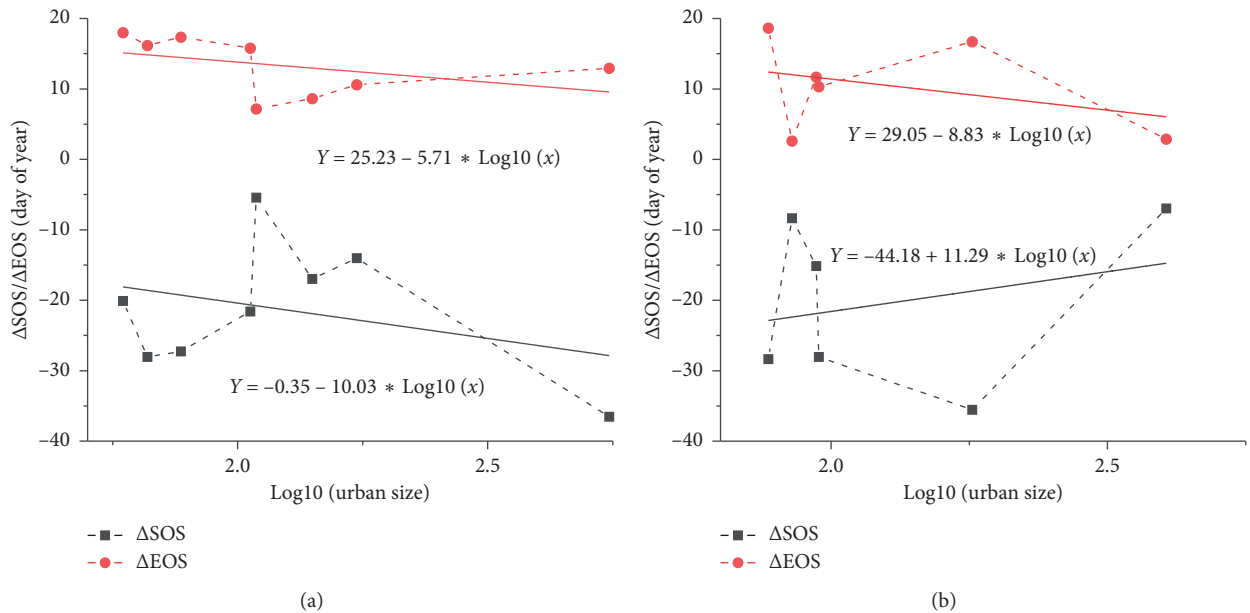 20
10
0
–10
–20
–30
–40
ΔSOS/ΔEOS (day of year)
Y = 25.23 – 5.71 ∗ Log10 (x)
Y = –0.35 – 10.03 ∗ Log10 (x)
2.0 2.5
Log10 (urban size)
ΔSOS
ΔEOS
(a)
20
10
0
–10
–20
–30
–40
ΔSOS/ΔEOS (day of year)
Y = 29.05 – 8.83 ∗ Log10 (x)
Y = –44.18 + 11.29 ∗ Log10 (x)
2.0 2.5
Log10 (urban size)
ΔSOS
ΔEOS
(b)